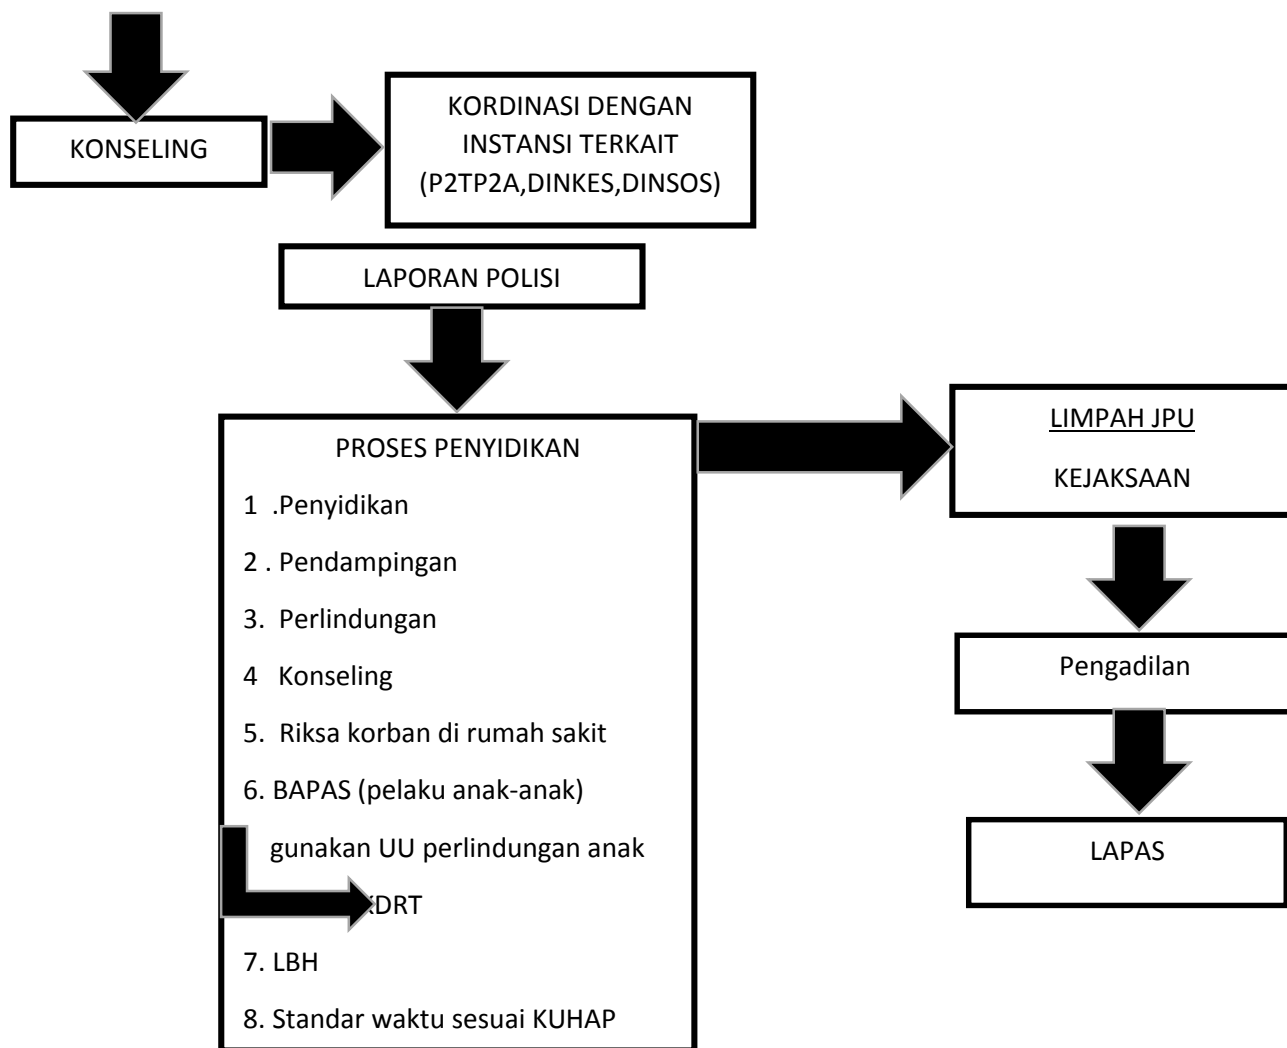 KONSELING
KORDINASI DENGAN
INSTANSI TERKAIT
(P2TP2A,DINKES,DINSOS)
LAPORAN POLISI
PROSES PENYIDIKAN
1 .Penyidikan
2 . Pendampingan
3. Perlindungan
4 Konseling
5. Riksa korban di rumah sakit
6. BAPAS (pelaku anak-anak)
gunakan UU perlindungan anak
KDRT
7. LBH
8. Standar waktu sesuai KUHAP
LIMPAH JPU
KEJAKSAAN
Pengadilan
LAPAS